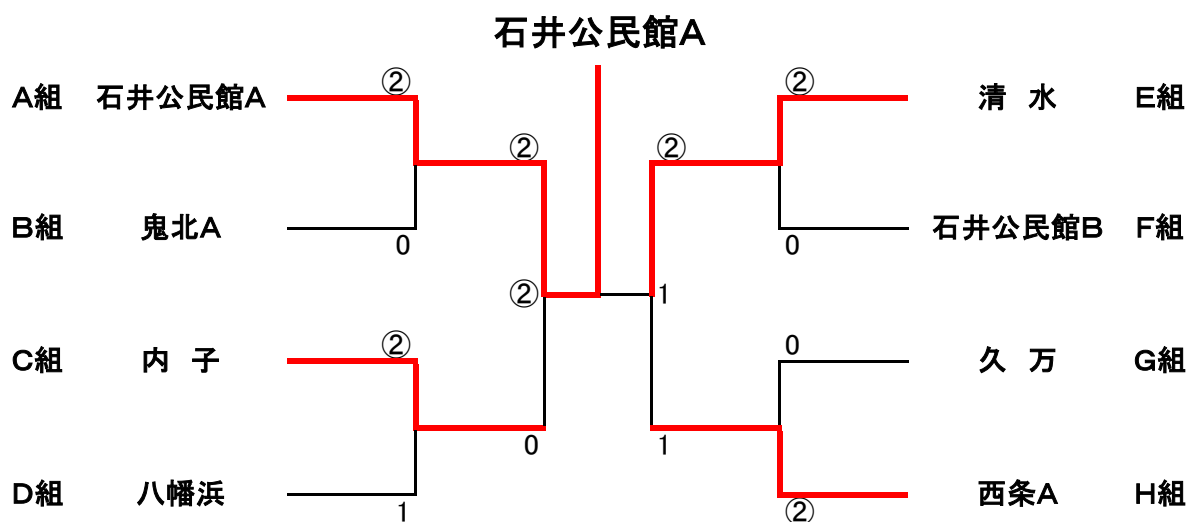 石井公民館A
A組 石井公民館A ② ② 清 水 E組
② ②
B組 鬼北A 0 0 石井公民館B F組
② 1
C組 内 子 ② 0 久 万 G組
0 1
D組 八幡浜 1 ② 西条A H組